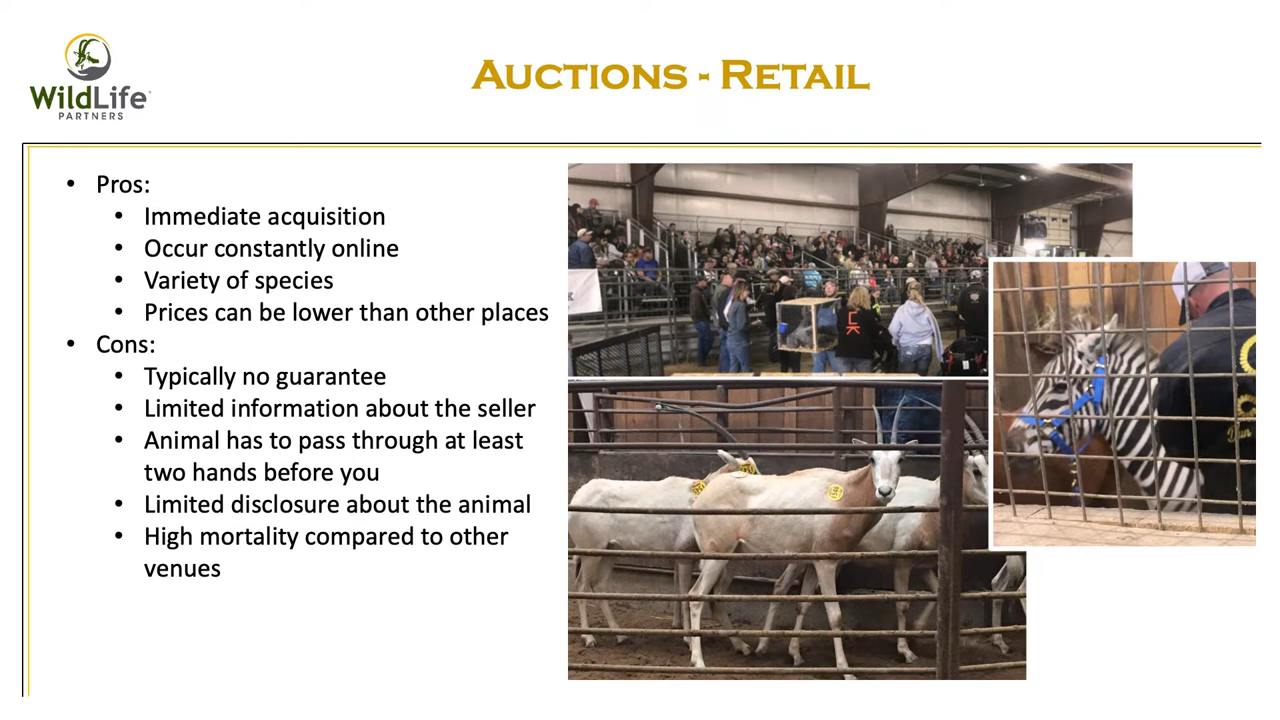 WildLife
PARTNERS
AUCTIONS - RETAIL
• Pros:
• Immediate acquisition
• Occur constantly online
• Variety of species
• Prices can be lower than other places
• Cons:
• Typically no guarantee
• Limited information about the seller
• Animal has to pass through at least
two hands before you
• Limited disclosure about the animal
• High mortality compared to other
venues